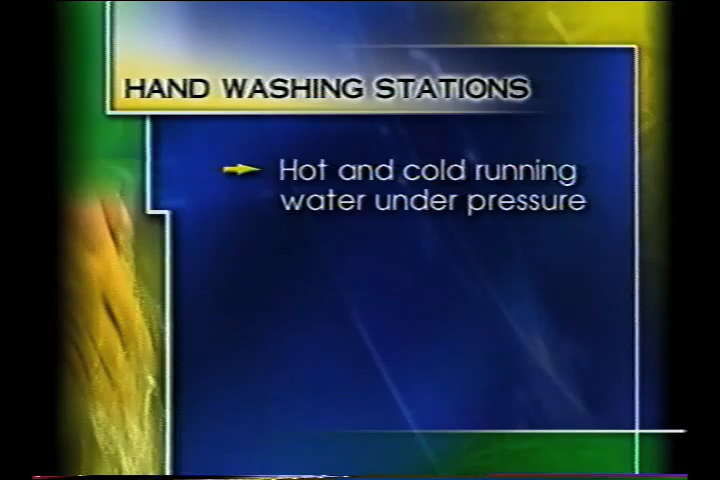 HAND WASHING STATIONS
Hot and cold running
water under pressure